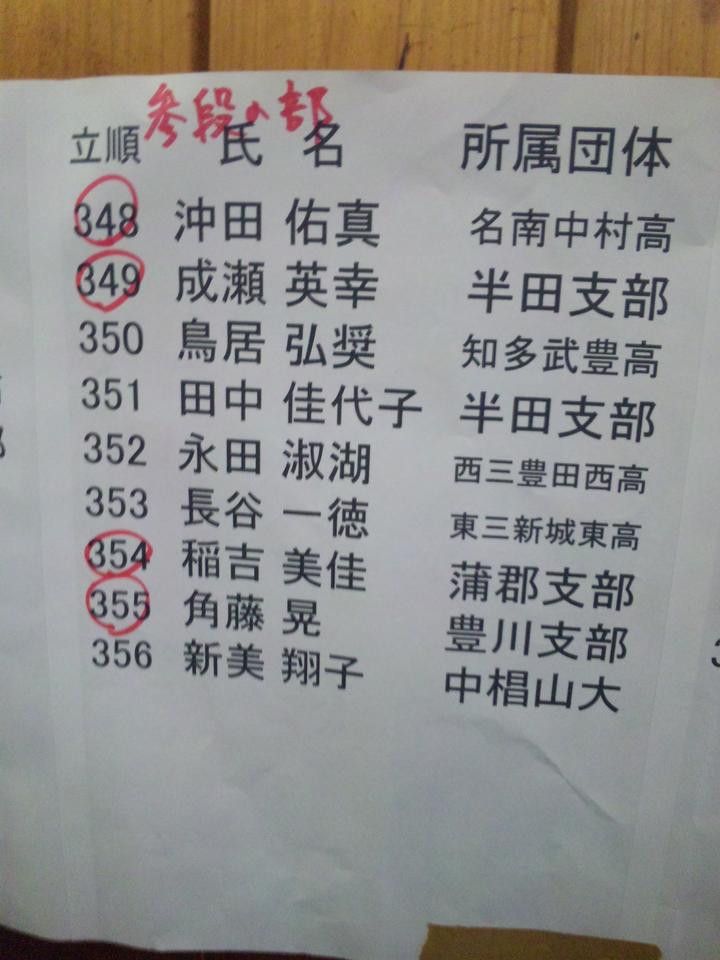 参段の部
立順 氏 名 所属団体
348 沖田 佑真 名南中村高
349 成瀬 英幸 半田支部
350 鳥居 弘奨 知多武豊高
351 田中 佳代子 半田支部
352 永田 淑湖 西三豊田西高
353 長谷 一徳 東三新城東高
354 稲吉 美佳 蒲郡支部
355 角藤 晃 豊川支部
356 新美 翔子 中椙山大